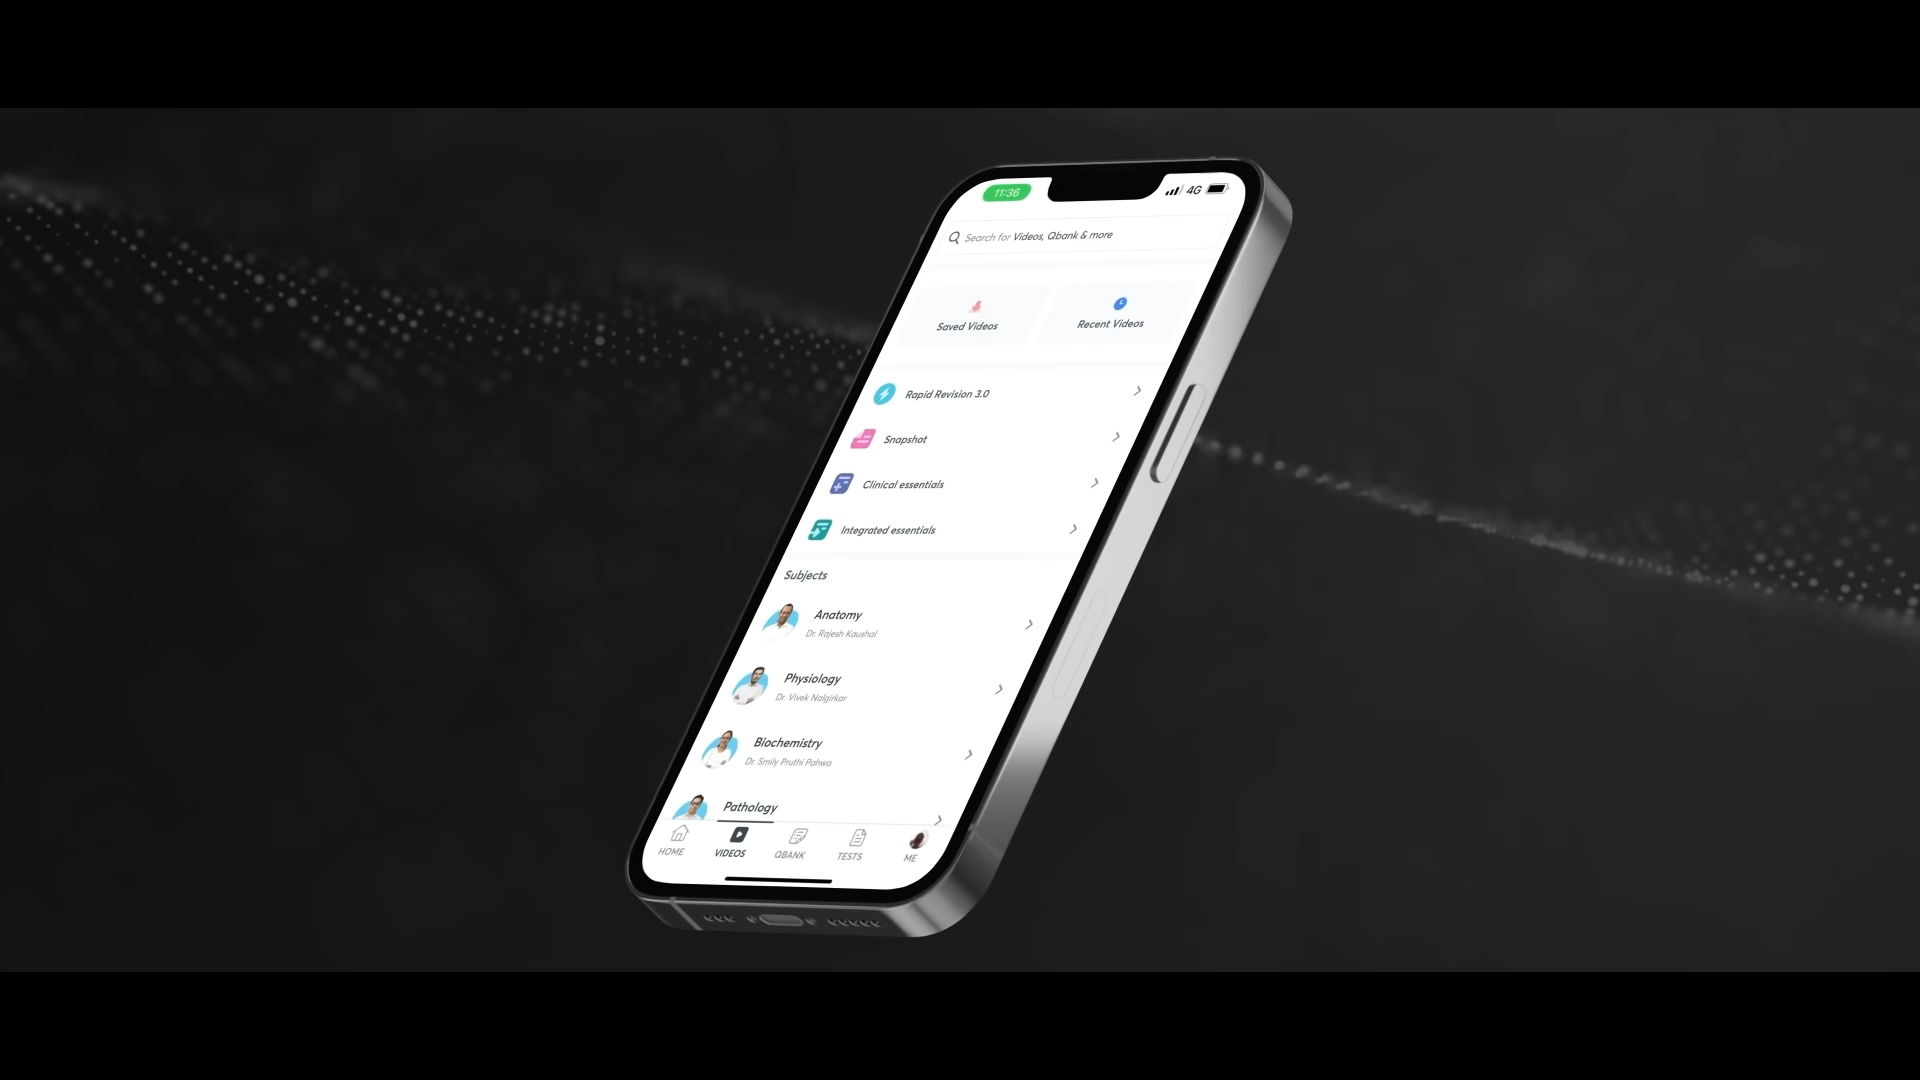 11:36
4G
Search for Videos, Qbank & more
Saved Videos
Recent Videos
Rapid Revision 3.0
Snapshot
Clinical essentials
Integrated essentials
Subjects
Anatomy
Dr. Rajesh Kaushal
Physiology
Dr. Vivek Nalgirkar
Biochemistry
Dr. Smily Pruthi Pahwa
Pathology
HOME
VIDEOS
QBANK
TESTS
ME